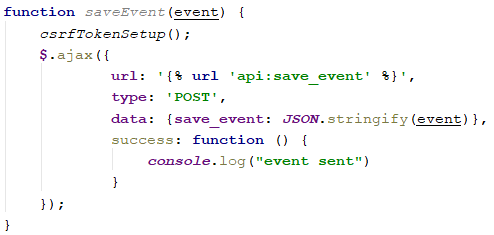 function saveEvent(event) {
    csrfTokenSetup();
    $.ajax({
            url: '{% url 'api:save_event' %}',
            type: 'POST',
            data: {save_event: JSON.stringify(event)},
            success: function () {
                console.log("event sent")
            }
    });
}